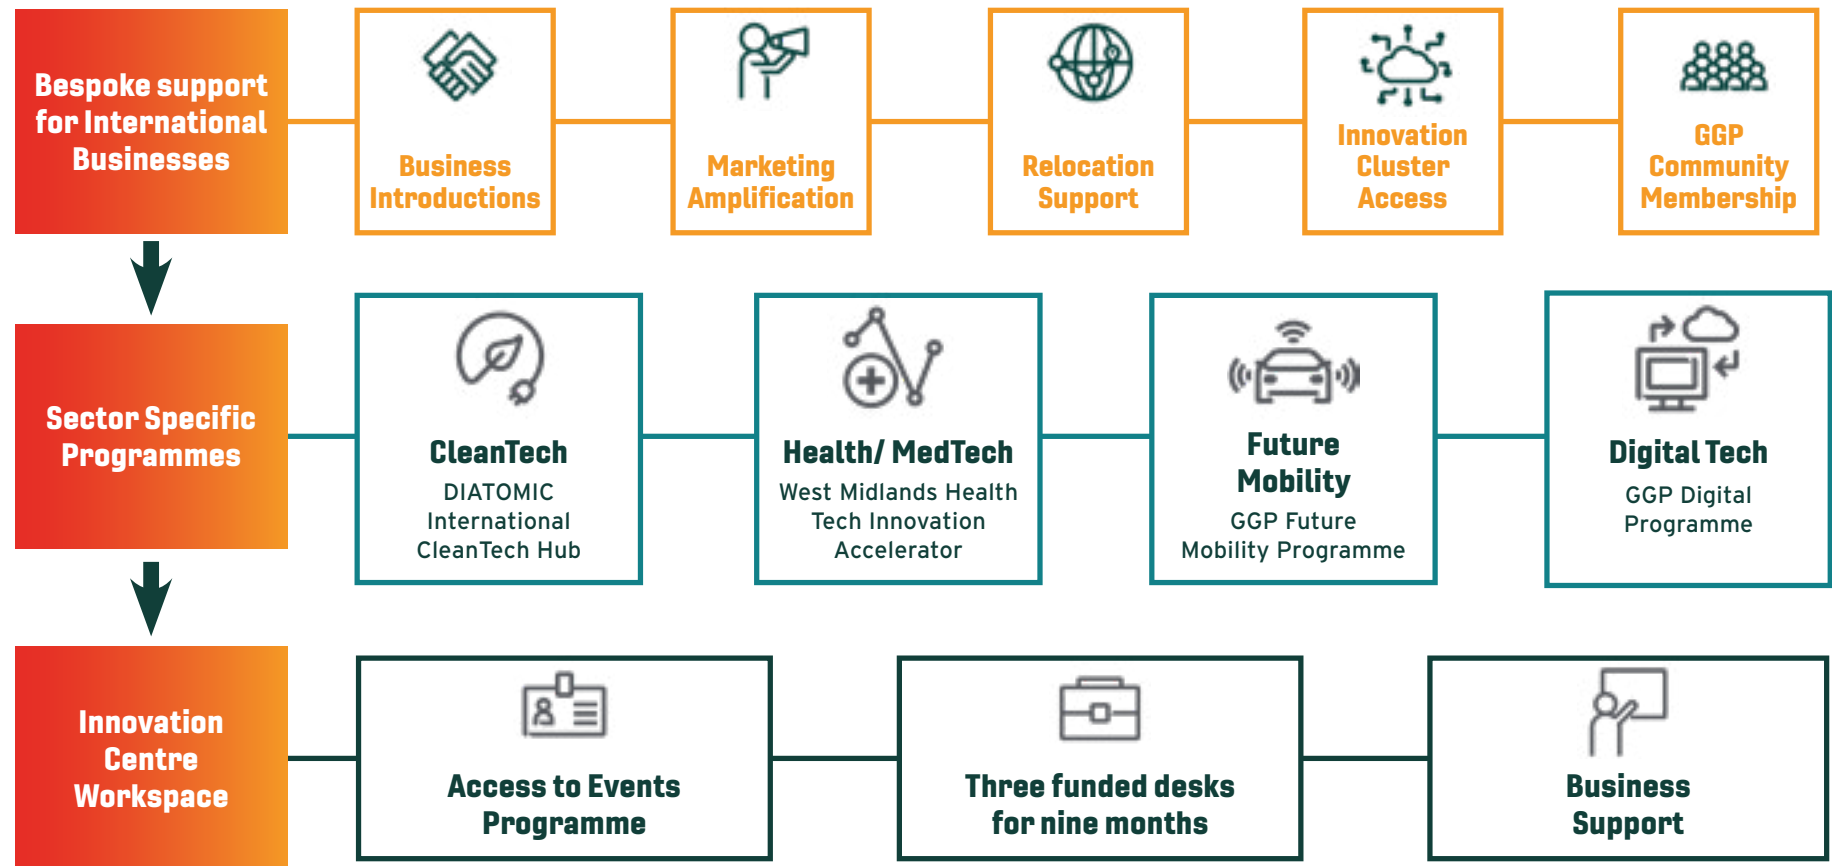 Bespoke support
for International
Businesses
Business
Introductions
Marketing
Amplification
Relocation
Support
Innovation
Cluster
Access
GGP
Community
Membership
Sector Specific
Programmes
CleanTech
DIATOMIC
International
CleanTech Hub
Health/ MedTech
West Midlands Health
Tech Innovation
Accelerator
Future
Mobility
GGP Future
Mobility Programme
Digital Tech
GGP Digital
Programme
Innovation
Centre
Workspace
Access to Events
Programme
Three funded desks
for nine months
Business
Support